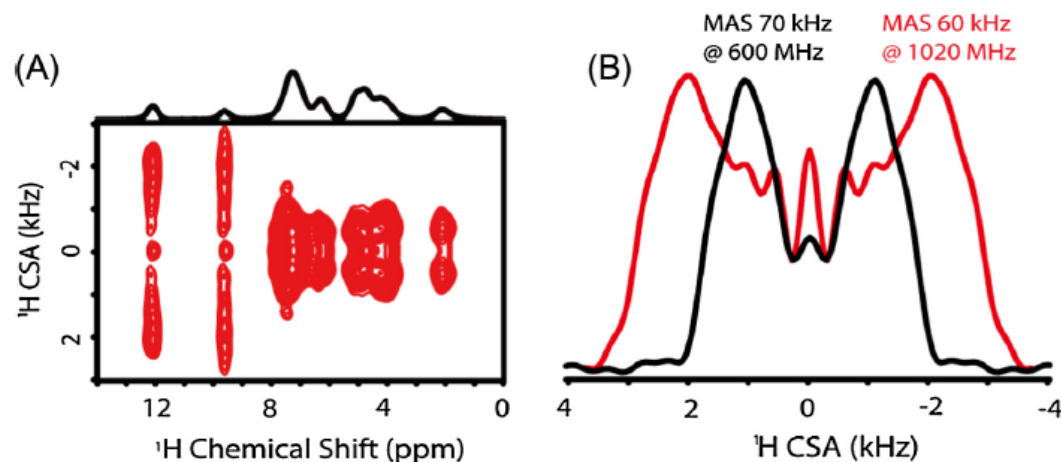 (A)
-2
0
2
¹H CSA (kHz)
12
8
4
0
¹H Chemical Shift (ppm)
(B)
MAS 70 kHz
@ 600 MHz
MAS 60 kHz
@ 1020 MHz
4
2
0
-2
-4
¹H CSA (kHz)